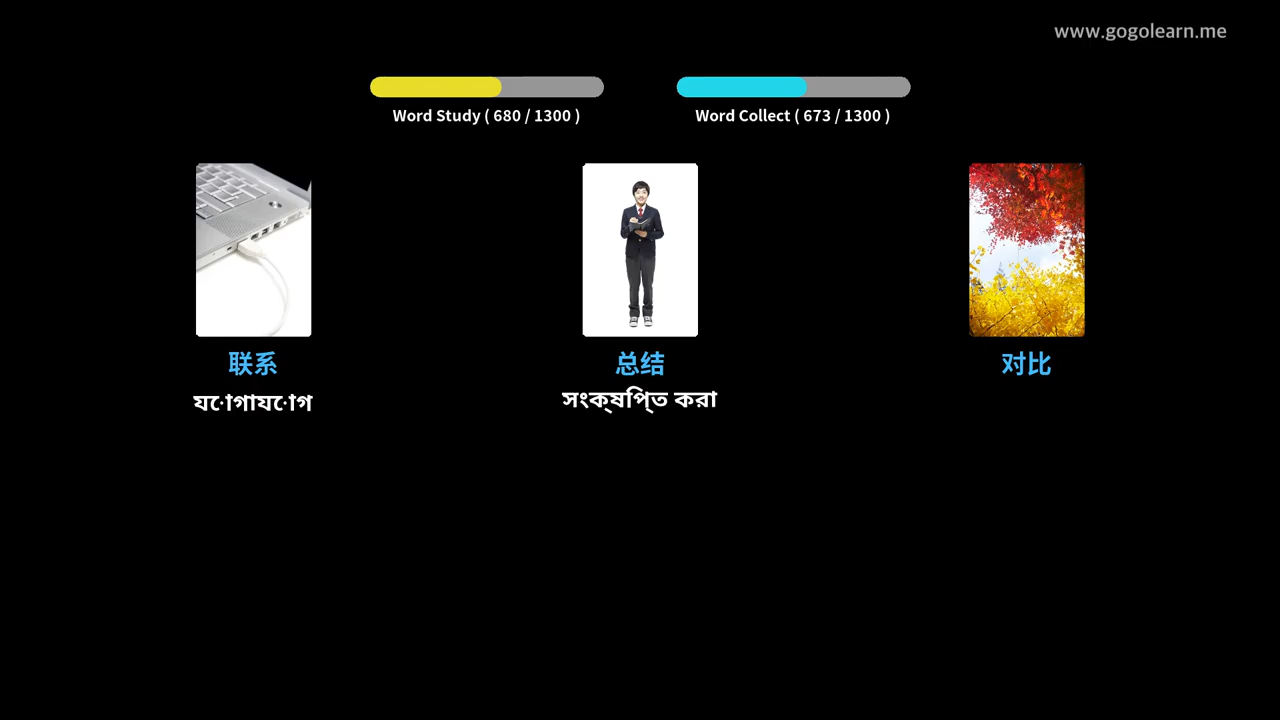 www.gogolearn.me
Word Study ( 680 / 1300 )
Word Collect ( 673 / 1300 )
联系
总结
对比
যোগাযোগ
সংক্ষিপ্ত করা